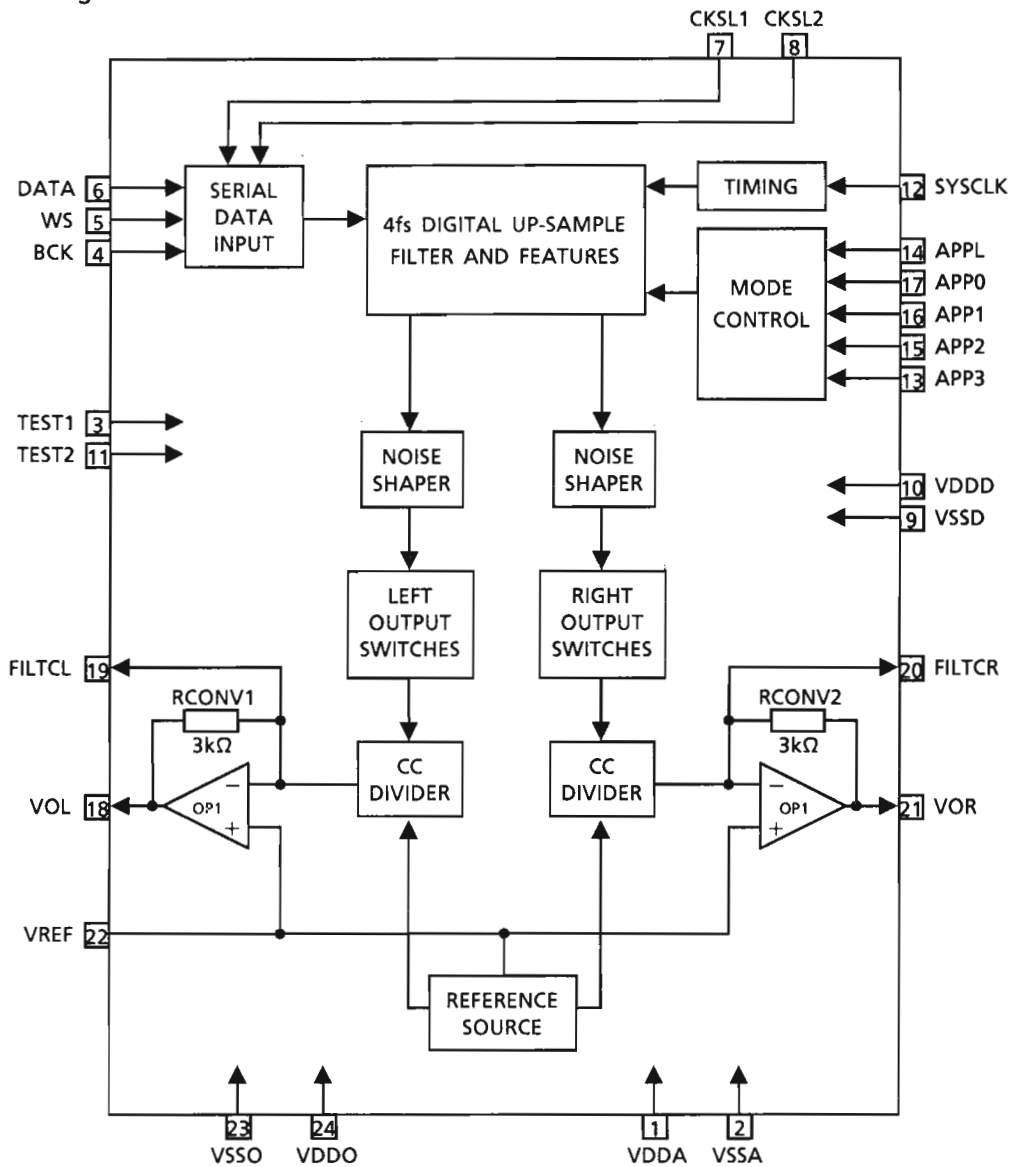 CKSL1 CKSL2
7 8
DATA 6
WS 5
BCK 4
SERIAL
DATA
INPUT
4fs DIGITAL UP-SAMPLE
FILTER AND FEATURES
TIMING
12 SYSCLK
MODE
CONTROL
14 APPL
17 APP0
16 APP1
15 APP2
13 APP3
TEST1 3
TEST2 11
NOISE
SHAPER
NOISE
SHAPER
10 VDDD
9 VSSD
LEFT
OUTPUT
SWITCHES
RIGHT
OUTPUT
SWITCHES
FILTCL 19
20 FILTCR
RCONV1
3kΩ
RCONV2
3kΩ
CC
DIVIDER
CC
DIVIDER
VOL 18
OP1
−
+
OP1
−
+
21 VOR
VREF 22
REFERENCE
SOURCE
23 24 1 2
VSSO VDDO VDDA VSSA